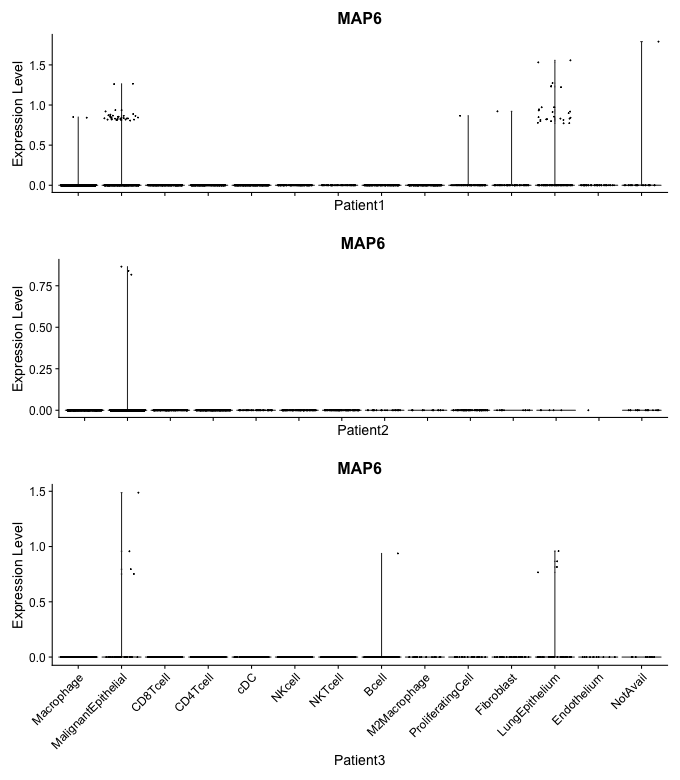 MAP6
Expression Level
1.5
1.0
0.5
0.0
Patient1
MAP6
Expression Level
0.75
0.50
0.25
0.00
Patient2
MAP6
Expression Level
1.5
1.0
0.5
0.0
Macrophage
MalignantEpithelial
CD8Tcell
CD4Tcell
cDC
NKcell
NKTcell
Bcell
M2Macrophage
ProliferatingCell
Fibroblast
LungEpithelium
Endothelium
NotAvail
Patient3